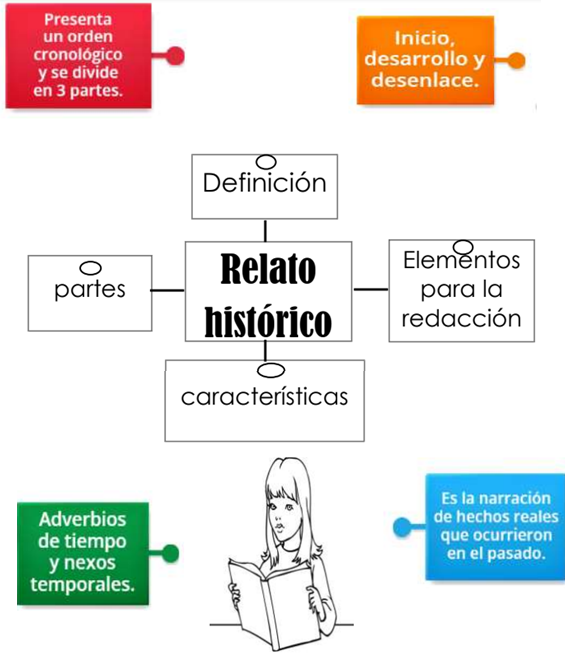 Presenta
un orden
cronológico
y se divide
en 3 partes.
Inicio,
desarrollo y
desenlace.
Definición
partes
Relato
histórico
Elementos
para la
redacción
características
Adverbios
de tiempo
y nexos
temporales.
Es la narración
de hechos reales
que ocurrieron
en el pasado.